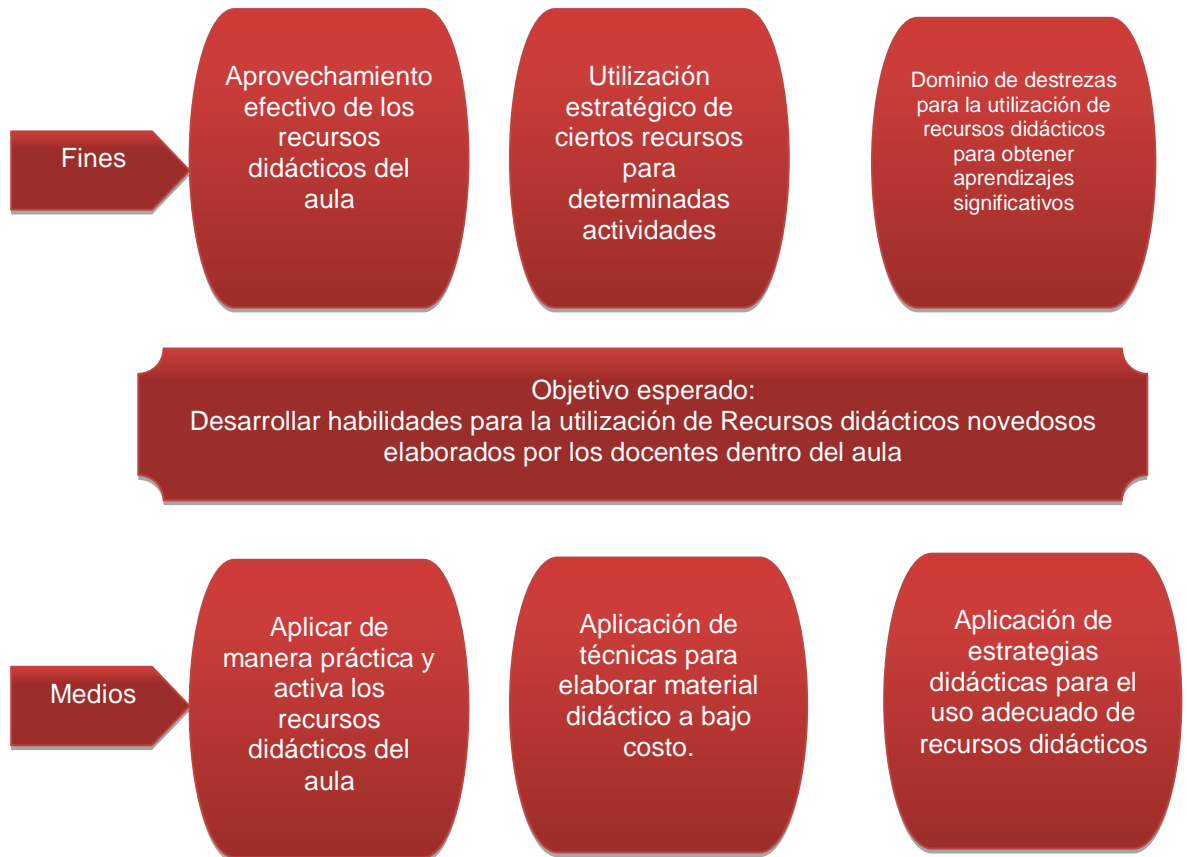 Fines
Aprovechamiento
efectivo de los
recursos
didácticos del
aula
Utilización
estratégico de
ciertos recursos
para
determinadas
actividades
Dominio de destrezas
para la utilización de
recursos didácticos
para obtener
aprendizajes
significativos
Objetivo esperado:
Desarrollar habilidades para la utilización de Recursos didácticos novedosos
elaborados por los docentes dentro del aula
Medios
Aplicar de
manera práctica y
activa los
recursos
didácticos del
aula
Aplicación de
técnicas para
elaborar material
didáctico a bajo
costo.
Aplicación de
estrategias
didácticas para el
uso adecuado de
recursos didácticos